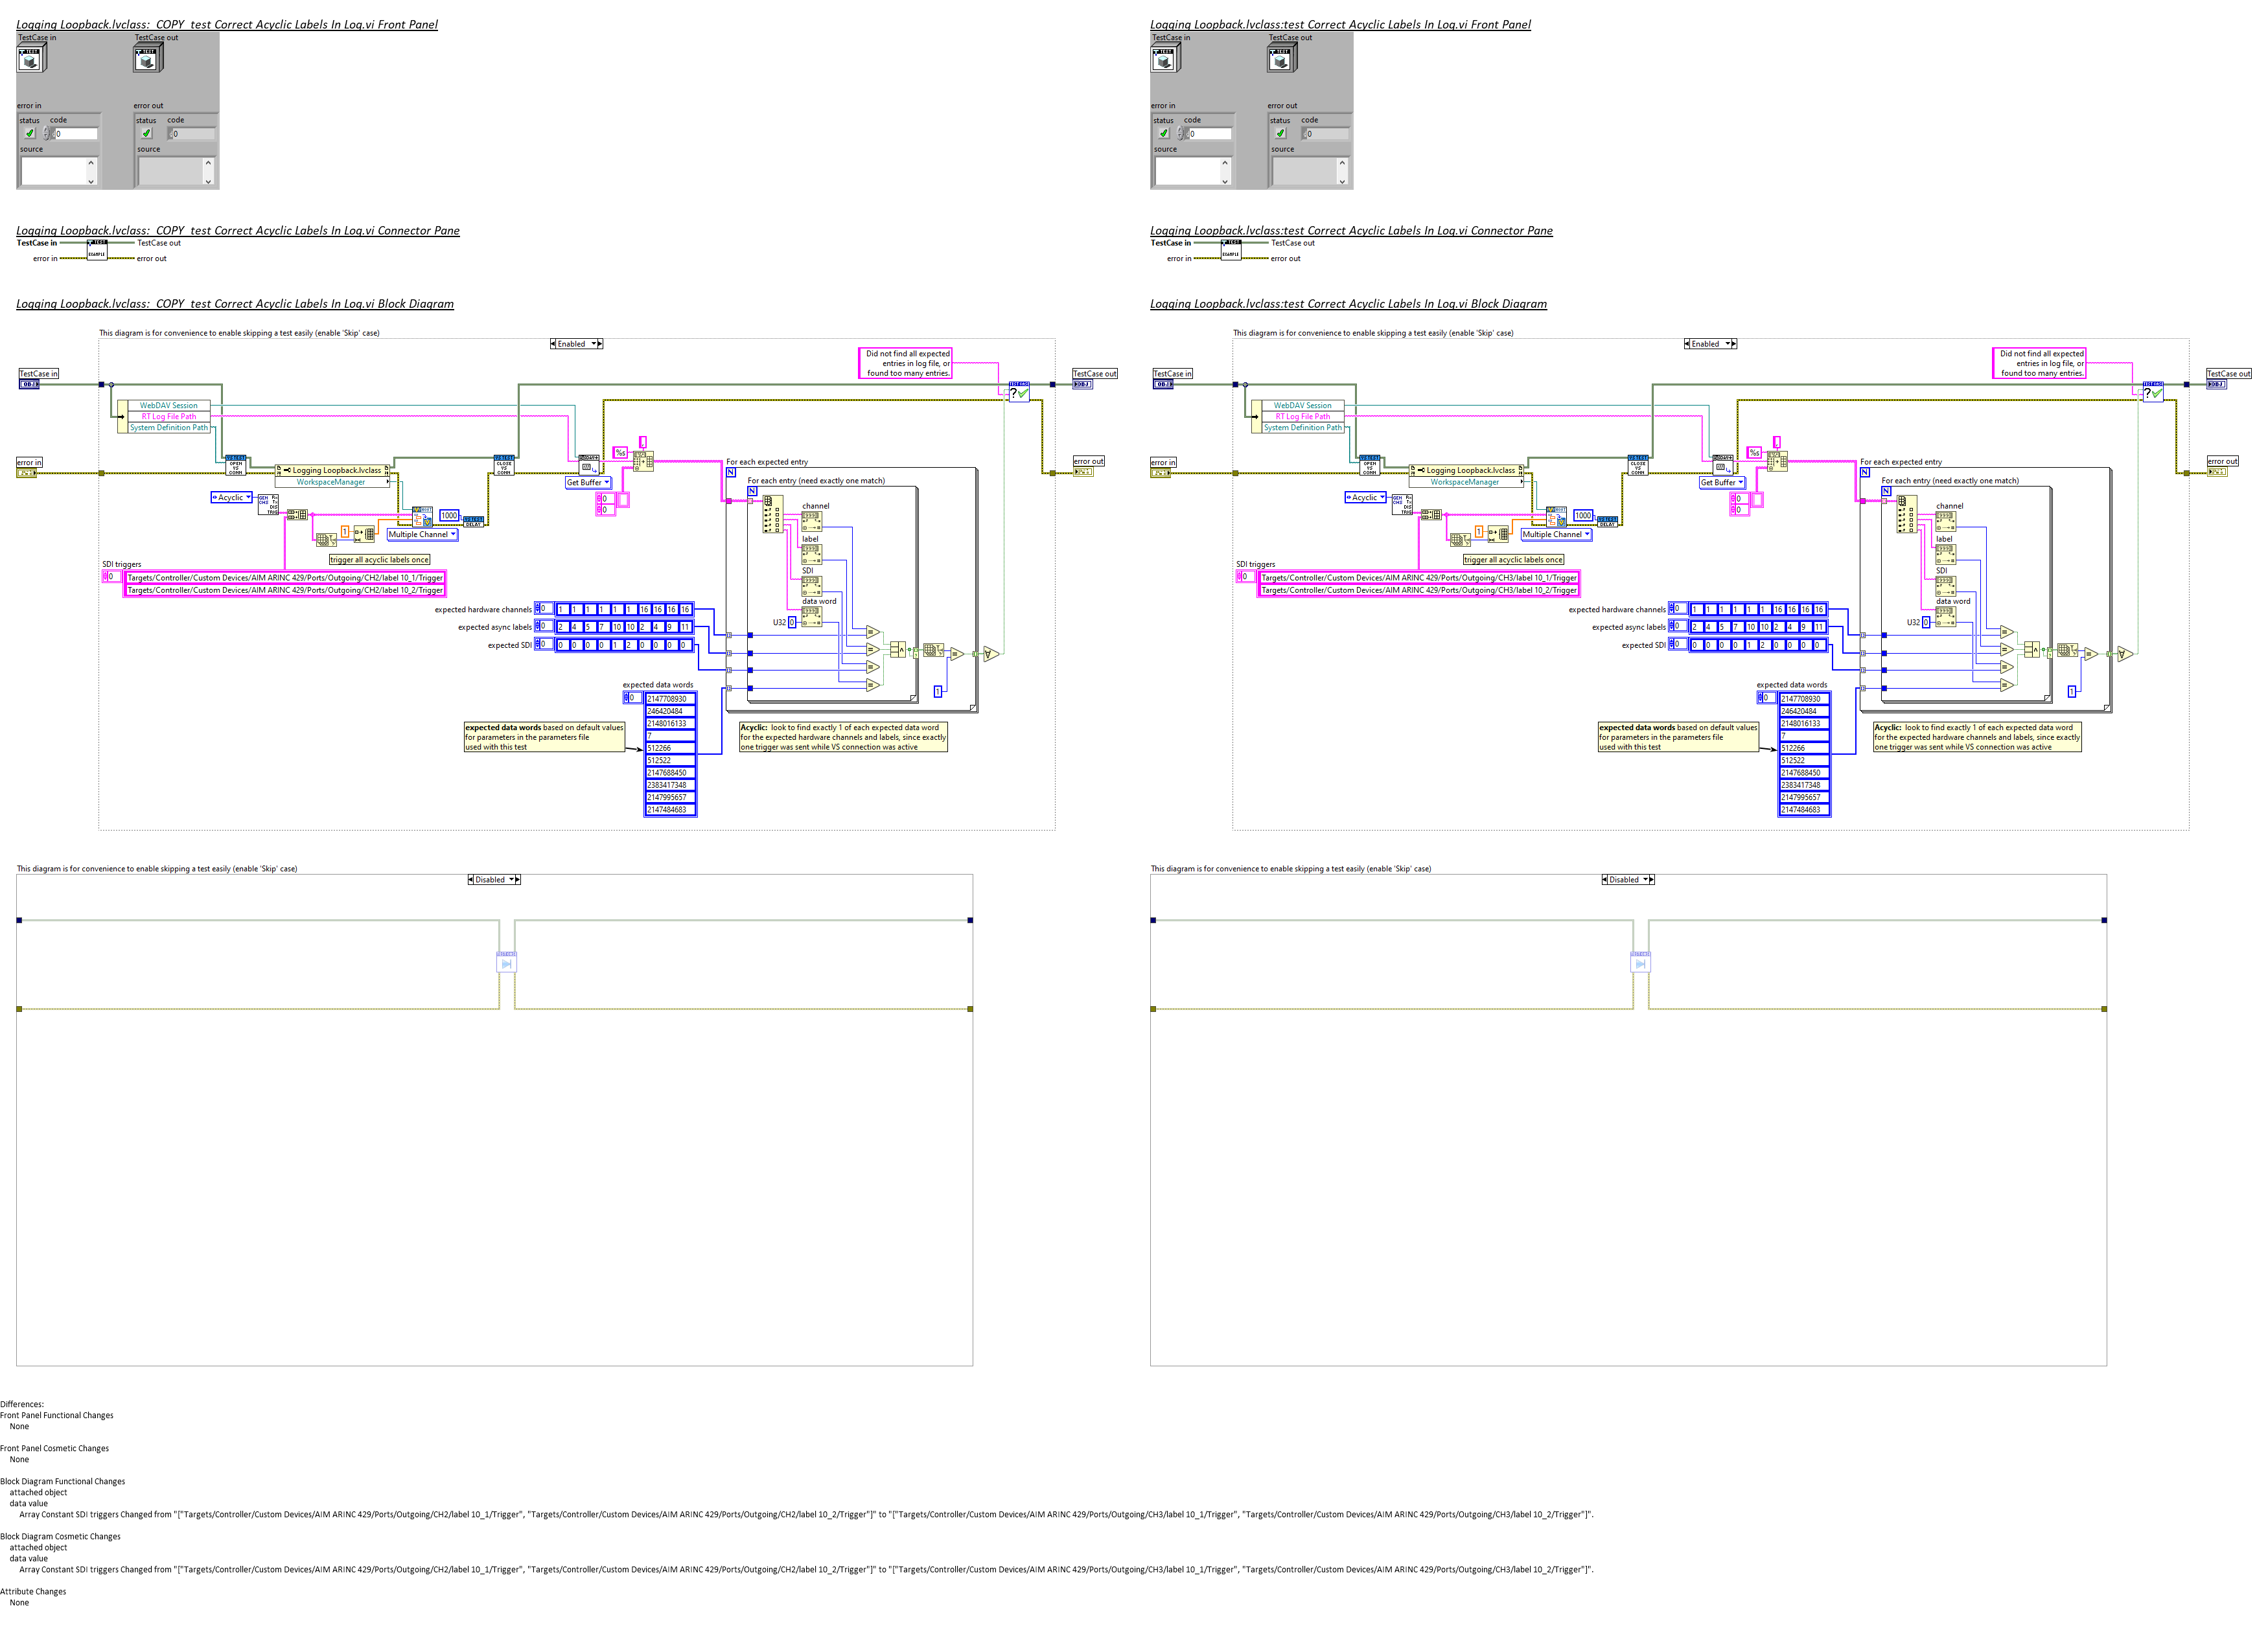 Logging Loopback.lvclass:_COPY_test Correct Acyclic Labels In Log.vi Front Panel
TestCase in
TestCase out
TEST
TEST
error in
error out
status
code
status
code
0
0
source
source
Logging Loopback.lvclass:_COPY_test Correct Acyclic Labels In Log.vi Connector Pane
TestCase in
TEST
TestCase out
error in
EXAMPLE
error out
Logging Loopback.lvclass:_COPY_test Correct Acyclic Labels In Log.vi Block Diagram
This diagram is for convenience to enable skipping a test easily (enable 'Skip' case)
Enabled
Did not find all expected
entries in log file, or
found too many entries.
TestCase in
OBJ
TestCase out
OBJ
WebDAV Session
RT Log File Path
System Definition Path
%s
error in
error out
OPEN
VS
COMM
Logging Loopback.lvclass
WorkspaceManager
CLOSE
VS
COMM
Get Buffer
0
0
Acyclic
1
1000
DELAY
Multiple Channel
trigger all acyclic labels once
For each expected entry
N
For each entry (need exactly one match)
N
channel
label
SDI
data word
U32
0
SDI triggers
0
Targets/Controller/Custom Devices/AIM ARINC 429/Ports/Outgoing/CH2/label 10_1/Trigger
Targets/Controller/Custom Devices/AIM ARINC 429/Ports/Outgoing/CH2/label 10_2/Trigger
expected hardware channels
0
1 1 1 1 1 1 16 16 16 16
expected async labels
0
2 4 5 7 10 10 2 4 9 11
expected SDI
0
0 0 0 0 1 2 0 0 0 0
1
expected data words
0
2147708930
246420484
2148016133
7
512266
512522
2147688450
2383417348
2147995657
2147484683
expected data words based on default values
for parameters in the parameters file
used with this test
Acyclic: look to find exactly 1 of each expected data word
for the expected hardware channels and labels, since exactly
one trigger was sent while VS connection was active
This diagram is for convenience to enable skipping a test easily (enable 'Skip' case)
Disabled
Logging Loopback.lvclass:test Correct Acyclic Labels In Log.vi Front Panel
TestCase in
TestCase out
TEST
TEST
error in
error out
status
code
status
code
0
0
source
source
Logging Loopback.lvclass:test Correct Acyclic Labels In Log.vi Connector Pane
TestCase in
TEST
TestCase out
error in
EXAMPLE
error out
Logging Loopback.lvclass:test Correct Acyclic Labels In Log.vi Block Diagram
This diagram is for convenience to enable skipping a test easily (enable 'Skip' case)
Enabled
Did not find all expected
entries in log file, or
found too many entries.
TestCase in
OBJ
TestCase out
OBJ
WebDAV Session
RT Log File Path
System Definition Path
%s
error in
error out
OPEN
VS
COMM
Logging Loopback.lvclass
WorkspaceManager
CLOSE
VS
COMM
Get Buffer
0
0
Acyclic
1
1000
DELAY
Multiple Channel
trigger all acyclic labels once
For each expected entry
N
For each entry (need exactly one match)
N
channel
label
SDI
data word
U32
0
SDI triggers
0
Targets/Controller/Custom Devices/AIM ARINC 429/Ports/Outgoing/CH3/label 10_1/Trigger
Targets/Controller/Custom Devices/AIM ARINC 429/Ports/Outgoing/CH3/label 10_2/Trigger
expected hardware channels
0
1 1 1 1 1 1 16 16 16 16
expected async labels
0
2 4 5 7 10 10 2 4 9 11
expected SDI
0
0 0 0 0 1 2 0 0 0 0
1
expected data words
0
2147708930
246420484
2148016133
7
512266
512522
2147688450
2383417348
2147995657
2147484683
expected data words based on default values
for parameters in the parameters file
used with this test
Acyclic: look to find exactly 1 of each expected data word
for the expected hardware channels and labels, since exactly
one trigger was sent while VS connection was active
This diagram is for convenience to enable skipping a test easily (enable 'Skip' case)
Disabled
Differences:
Front Panel Functional Changes
None
Front Panel Cosmetic Changes
None
Block Diagram Functional Changes
attached object
data value
Array Constant SDI triggers Changed from "["Targets/Controller/Custom Devices/AIM ARINC 429/Ports/Outgoing/CH2/label 10_1/Trigger", "Targets/Controller/Custom Devices/AIM ARINC 429/Ports/Outgoing/CH2/label 10_2/Trigger"]" to "["Targets/Controller/Custom Devices/AIM ARINC 429/Ports/Outgoing/CH3/label 10_1/Trigger", "Targets/Controller/Custom Devices/AIM ARINC 429/Ports/Outgoing/CH3/label 10_2/Trigger"]".
Block Diagram Cosmetic Changes
attached object
data value
Array Constant SDI triggers Changed from "["Targets/Controller/Custom Devices/AIM ARINC 429/Ports/Outgoing/CH2/label 10_1/Trigger", "Targets/Controller/Custom Devices/AIM ARINC 429/Ports/Outgoing/CH2/label 10_2/Trigger"]" to "["Targets/Controller/Custom Devices/AIM ARINC 429/Ports/Outgoing/CH3/label 10_1/Trigger", "Targets/Controller/Custom Devices/AIM ARINC 429/Ports/Outgoing/CH3/label 10_2/Trigger"]".
Attribute Changes
None